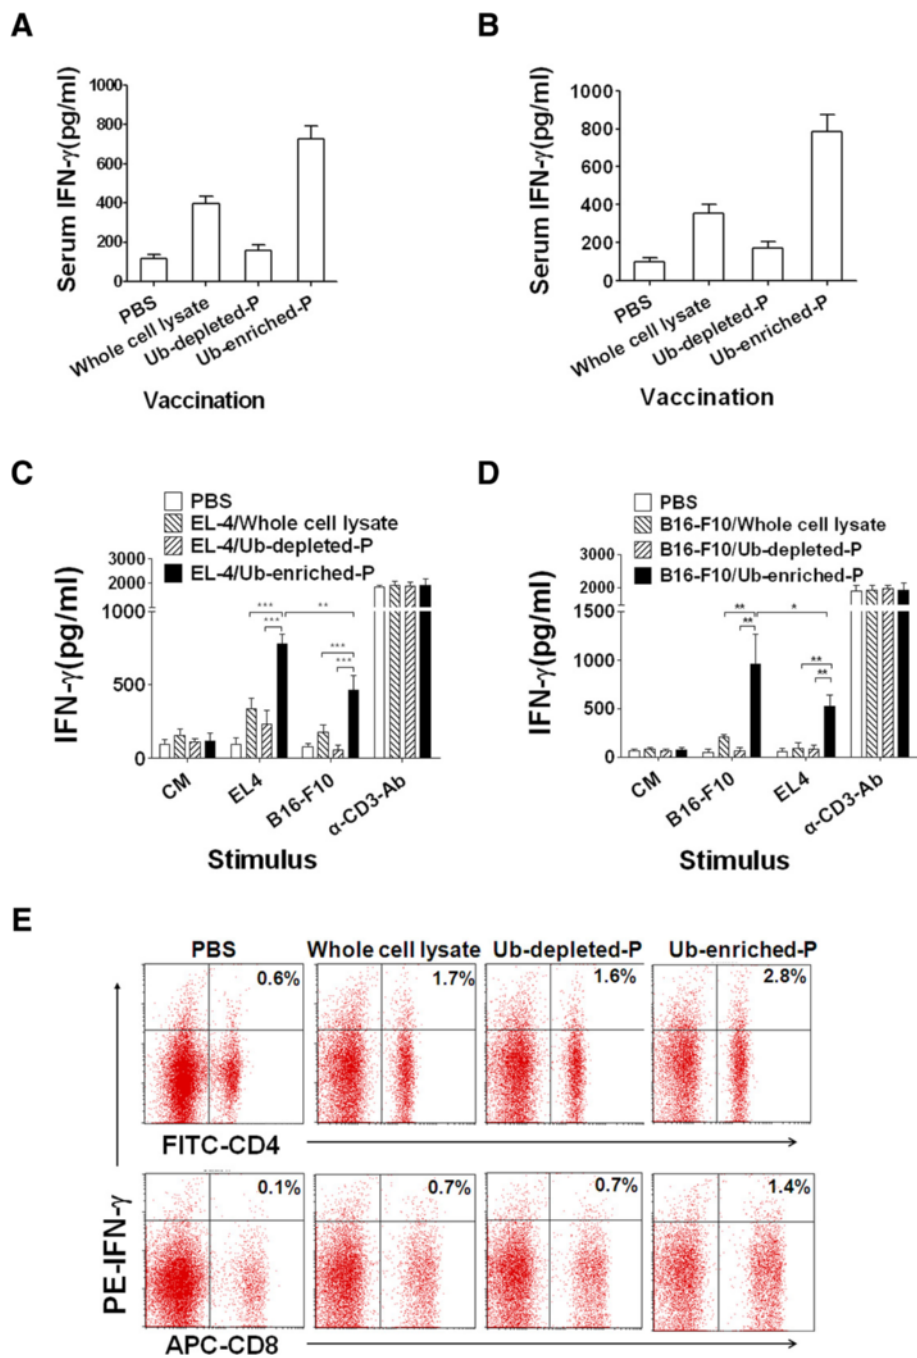 A
B
Serum IFN-γ(pg/ml)
1000
800
600
400
200
0
PBS
Whole cell lysate
Ub-depleted-P
Ub-enriched-P
Vaccination
Serum IFN-γ(pg/ml)
1000
800
600
400
200
0
PBS
Whole cell lysate
Ub-depleted-P
Ub-enriched-P
Vaccination
C
PBS
EL-4/Whole cell lysate
EL-4/Ub-depleted-P
EL-4/Ub-enriched-P
IFN-γ(pg/ml)
3000
2000
1000
500
0
*** **
***
***
***
CM
EL4
B16-F10
α-CD3-Ab
Stimulus
D
PBS
B16-F10/Whole cell lysate
B16-F10/Ub-depleted-P
B16-F10/Ub-enriched-P
IFN-γ(pg/ml)
3000
2000
1500
1000
500
0
** *
**
**
**
CM
B16-F10
EL4
α-CD3-Ab
Stimulus
E
PBS Whole cell lysate Ub-depleted-P Ub-enriched-P
0.6% 1.7% 1.6% 2.8%
FITC-CD4
0.1% 0.7% 0.7% 1.4%
PE-IFN-γ
APC-CD8